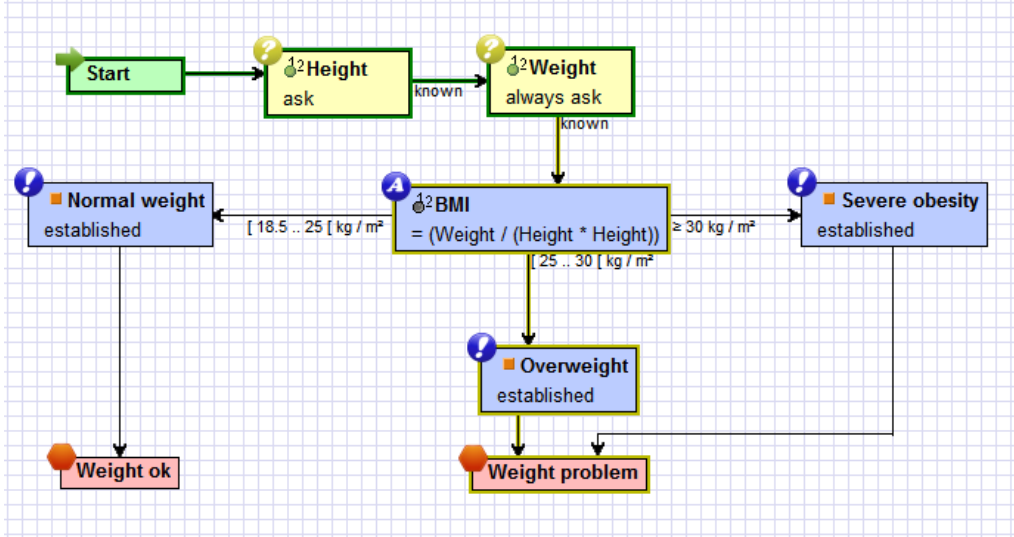 Start
?
12Height
ask
known
?
12Weight
always ask
known
!
Normal weight
established
[ 18.5 .. 25 [ kg / m²
A
12BMI
= (Weight / (Height * Height))
≥ 30 kg / m²
!
Severe obesity
established
[ 25 .. 30 [ kg / m²
!
Overweight
established
Weight ok
Weight problem